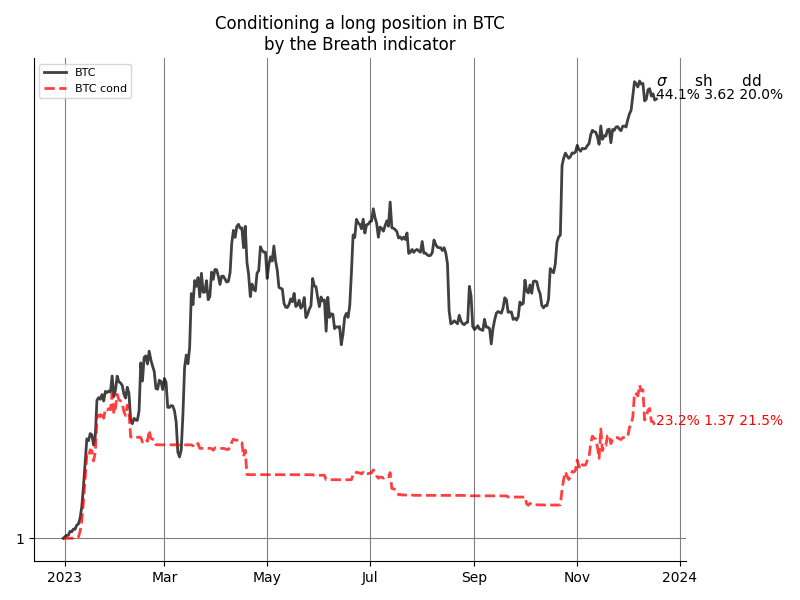 Conditioning a long position in BTC
by the Breath indicator
BTC
BTC cond
σ sh dd
44.1% 3.62 20.0%
23.2% 1.37 21.5%
1
2023 Mar May Jul Sep Nov 2024